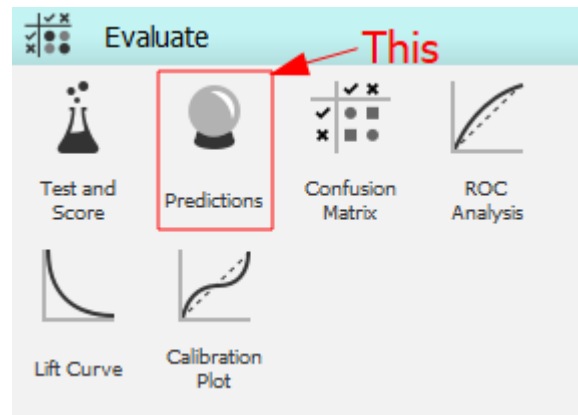 Evaluate
This
Test and
Score
Predictions
Confusion
Matrix
ROC
Analysis
Lift Curve
Calibration
Plot